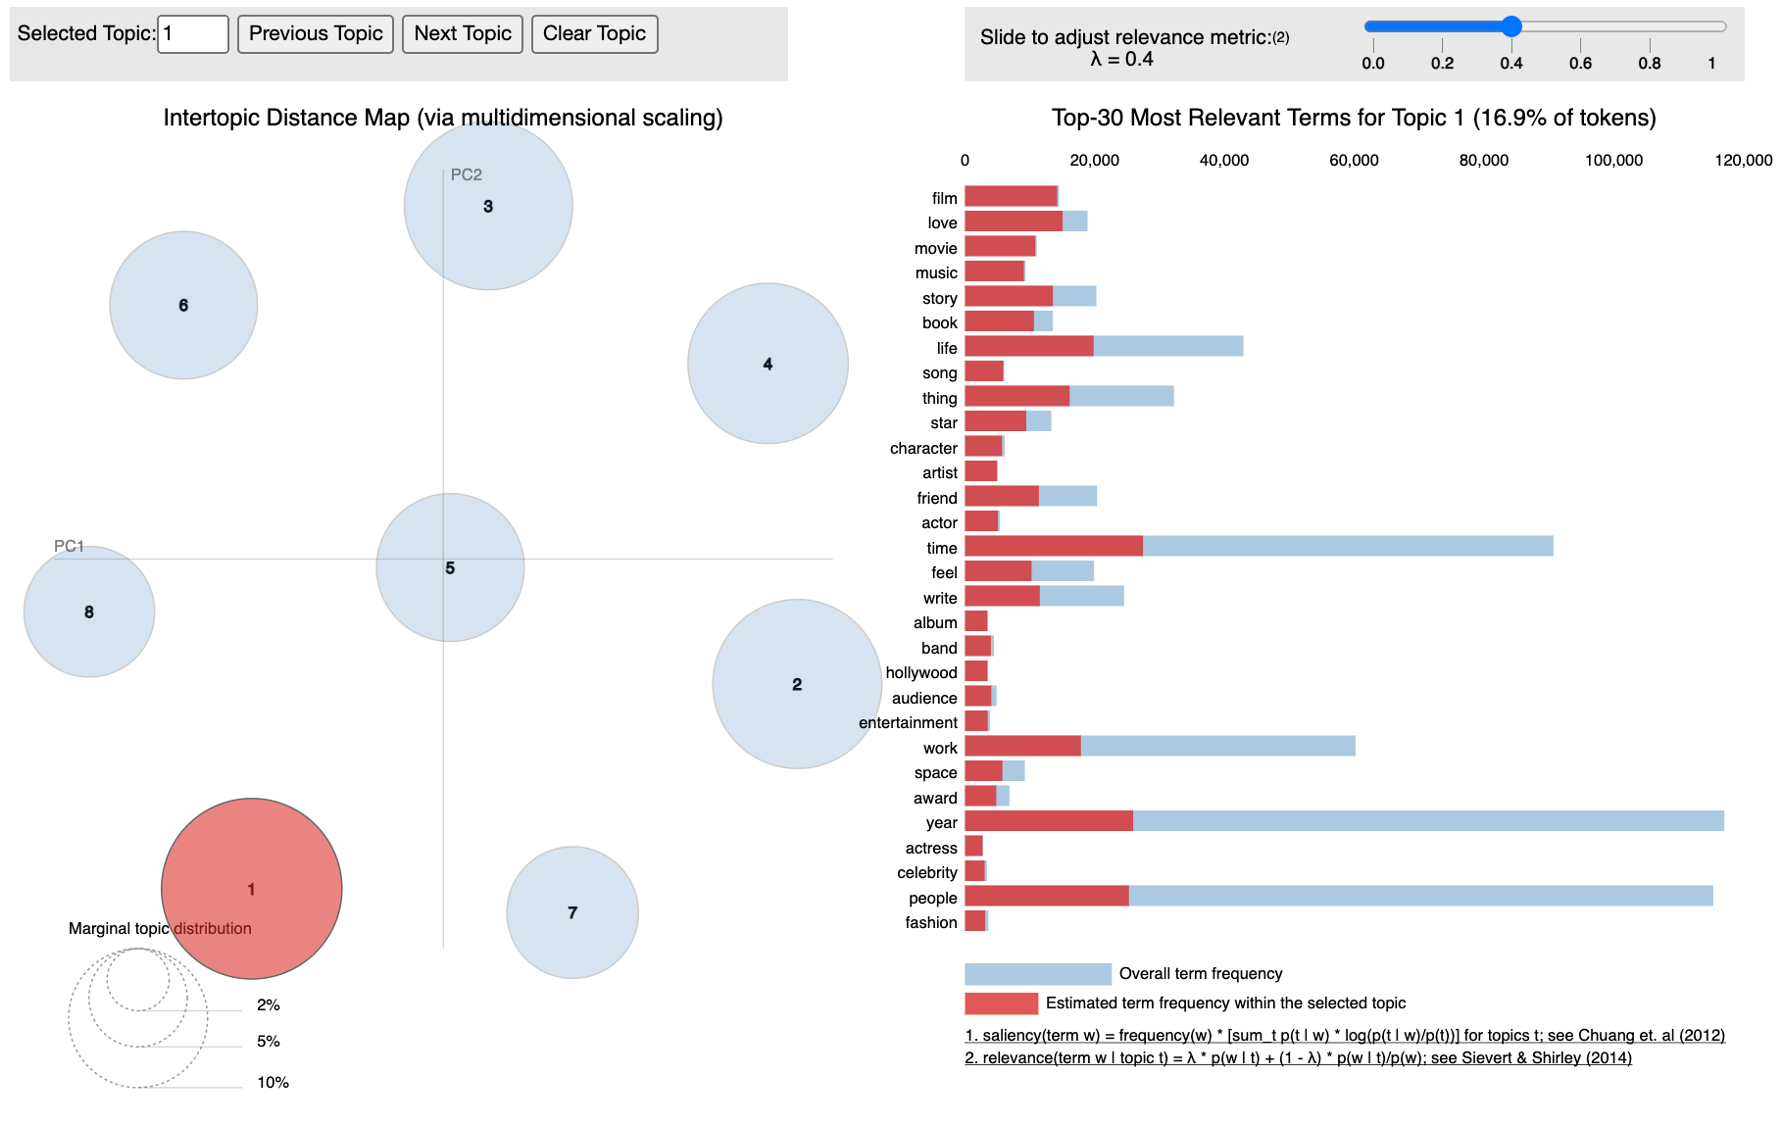 Selected Topic: 1 Previous Topic Next Topic Clear Topic
Slide to adjust relevance metric:(2)
λ = 0.4
0.0 0.2 0.4 0.6 0.8 1
Intertopic Distance Map (via multidimensional scaling)
PC2
3
6
4
PC1
5
8
2
1
7
Marginal topic distribution
2%
5%
10%
Top-30 Most Relevant Terms for Topic 1 (16.9% of tokens)
0 20,000 40,000 60,000 80,000 100,000 120,000
film
love
movie
music
story
book
life
song
thing
star
character
artist
friend
actor
time
feel
write
album
band
hollywood
audience
entertainment
work
space
award
year
actress
celebrity
people
fashion
Overall term frequency
Estimated term frequency within the selected topic
1. saliency(term w) = frequency(w) * [sum_t p(t | w) * log(p(t | w)/p(t))] for topics t; see Chuang et. al (2012)
2. relevance(term w | topic t) = λ * p(w | t) + (1 - λ) * p(w | t)/p(w); see Sievert & Shirley (2014)